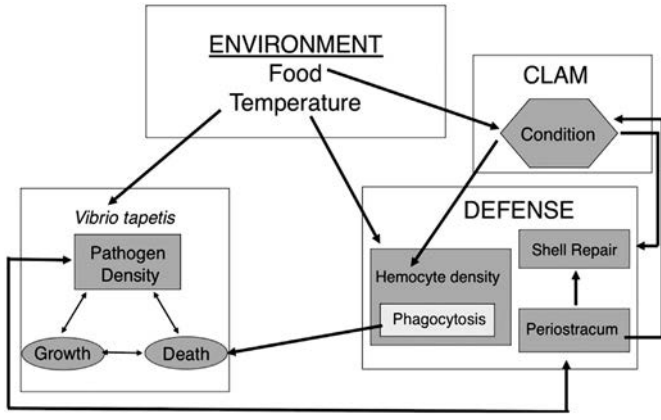 ENVIRONMENT
Food
Temperature
CLAM
Condition
Vibrio tapetis
Pathogen
Density
Growth
Death
DEFENSE
Hemocyte density
Phagocytosis
Shell Repair
Periostracum